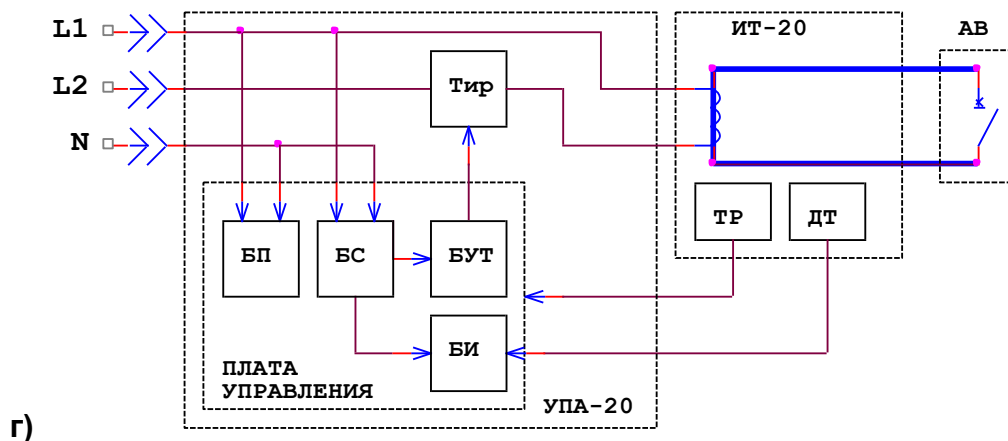 L1
ИТ-20
АВ
L2
Тир
N
ТР
ДТ
БП
БС
БУТ
БИ
ПЛАТА
УПРАВЛЕНИЯ
УПА-20
г)